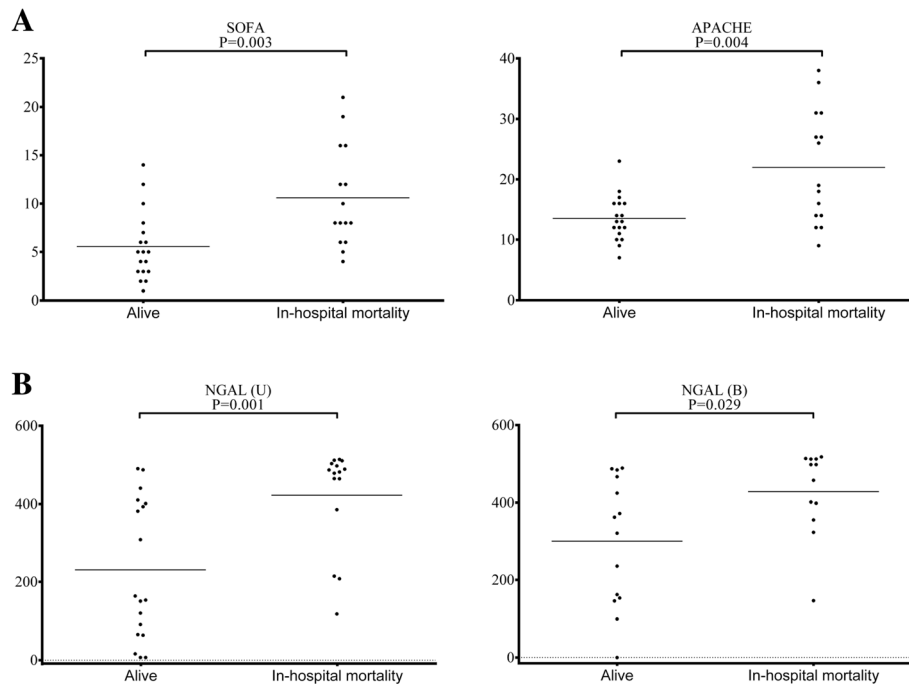 A
SOFA
P=0.003
25
20
15
10
5
0
Alive
In-hospital mortality
APACHE
P=0.004
40
30
20
10
0
Alive
In-hospital mortality
B
NGAL (U)
P=0.001
600
400
200
0
Alive
In-hospital mortality
NGAL (B)
P=0.029
600
400
200
0
Alive
In-hospital mortality